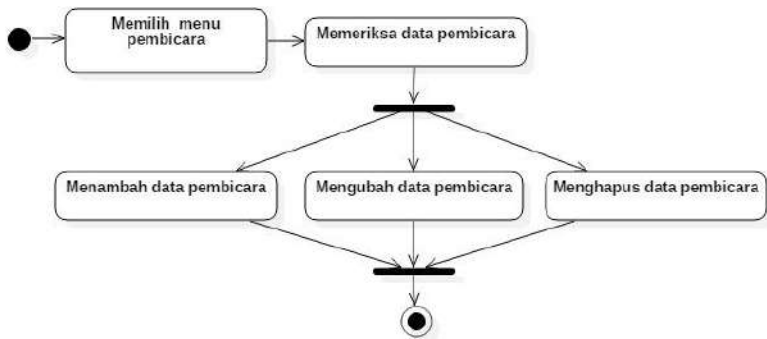 Memilih menu
pembicara
Memeriksa data pembicara
Menambah data pembicara
Mengubah data pembicara
Menghapus data pembicara